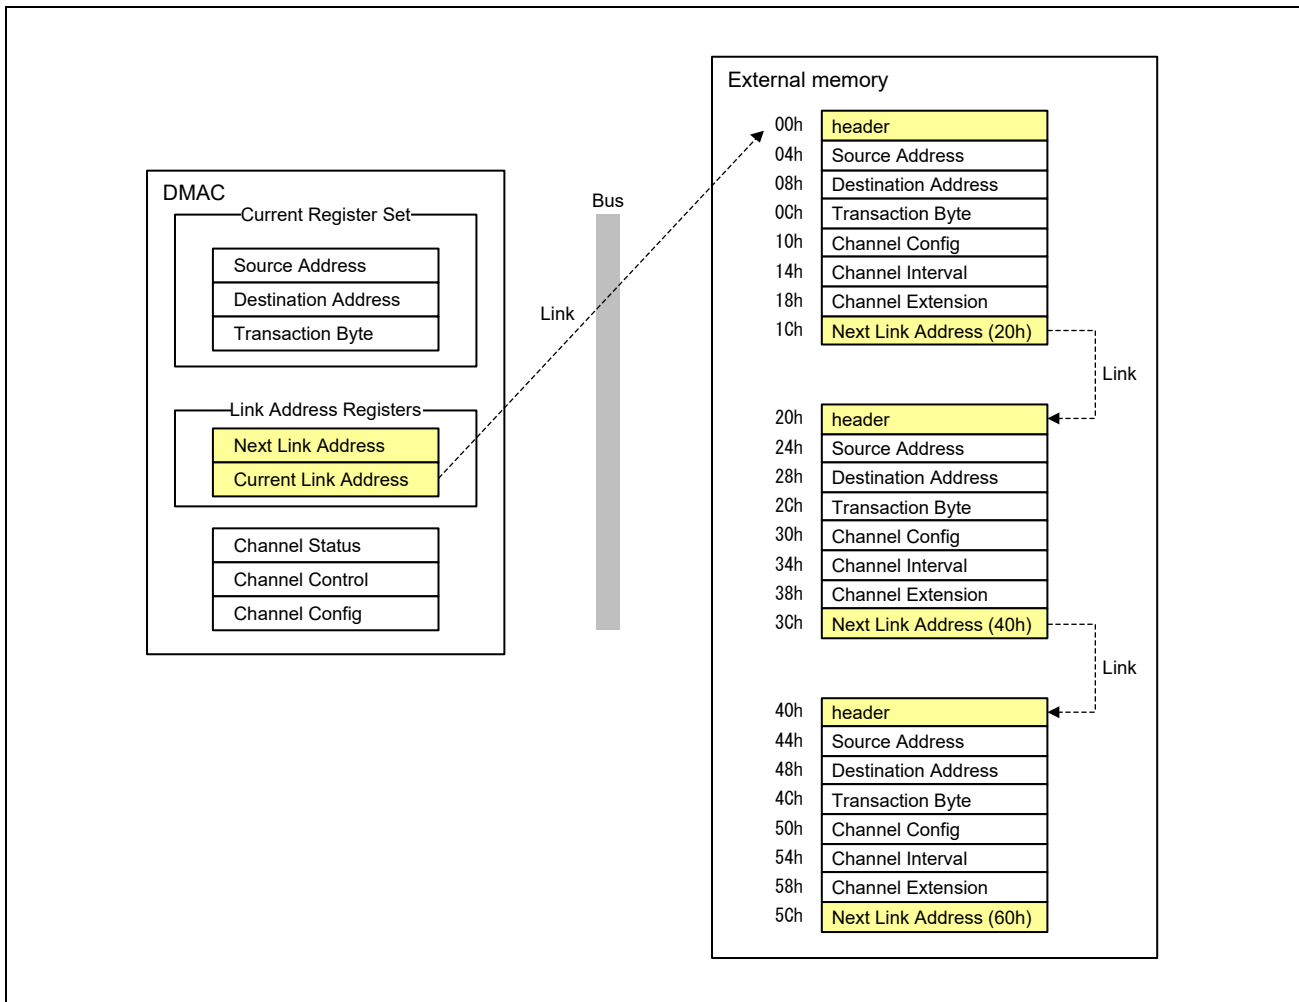 DMAC
Current Register Set
Source Address
Destination Address
Transaction Byte
Link Address Registers
Next Link Address
Current Link Address
Channel Status
Channel Control
Channel Config
Bus
Link
External memory
00h header
04h Source Address
08h Destination Address
0Ch Transaction Byte
10h Channel Config
14h Channel Interval
18h Channel Extension
1Ch Next Link Address (20h)
Link
20h header
24h Source Address
28h Destination Address
2Ch Transaction Byte
30h Channel Config
34h Channel Interval
38h Channel Extension
3Ch Next Link Address (40h)
Link
40h header
44h Source Address
48h Destination Address
4Ch Transaction Byte
50h Channel Config
54h Channel Interval
58h Channel Extension
5Ch Next Link Address (60h)